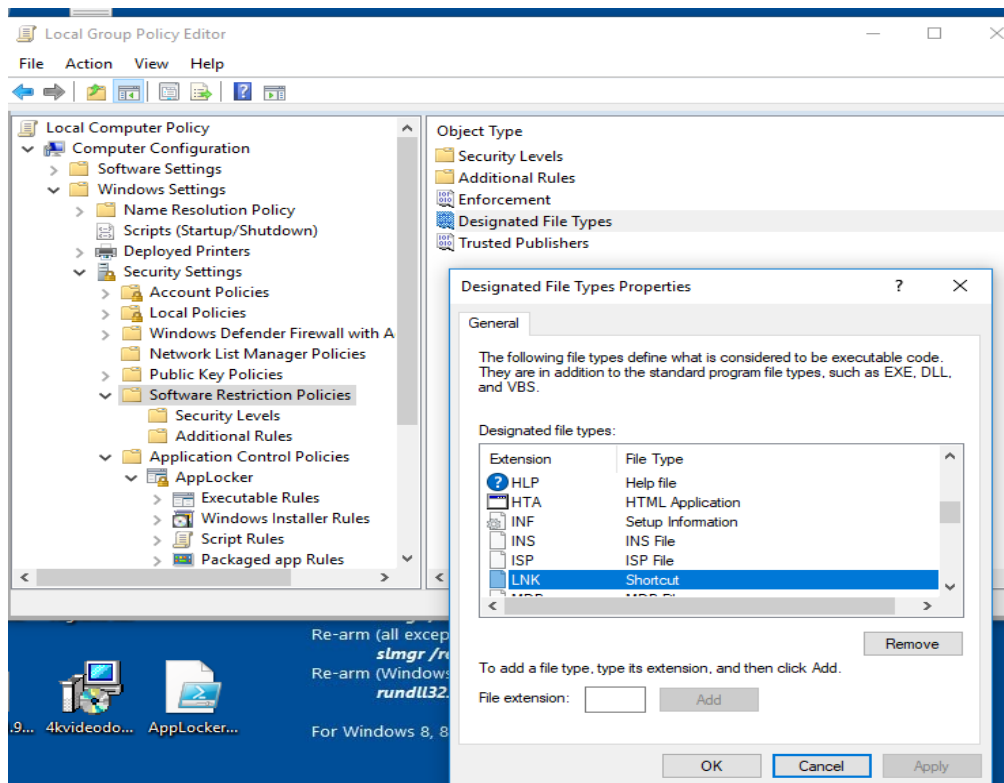 Local Group Policy Editor
File Action View Help
Local Computer Policy
Computer Configuration
Software Settings
Windows Settings
Name Resolution Policy
Scripts (Startup/Shutdown)
Deployed Printers
Security Settings
Account Policies
Local Policies
Windows Defender Firewall with A
Network List Manager Policies
Public Key Policies
Software Restriction Policies
Security Levels
Additional Rules
Application Control Policies
AppLocker
Executable Rules
Windows Installer Rules
Script Rules
Packaged app Rules
Object Type
Security Levels
Additional Rules
Enforcement
Designated File Types
Trusted Publishers
Designated File Types Properties
General
The following file types define what is considered to be executable code.
They are in addition to the standard program file types, such as EXE, DLL,
and VBS.
Designated file types:
Extension File Type
HLP Help file
HTA HTML Application
INF Setup Information
INS INS File
ISP ISP File
LNK Shortcut
Remove
To add a file type, type its extension, and then click Add.
File extension: Add
OK Cancel Apply
Re-arm (all excep
slmgr /re
Re-arm (Windows
rundll32.
For Windows 8, 8
.9... 4kvideodo... AppLocker...